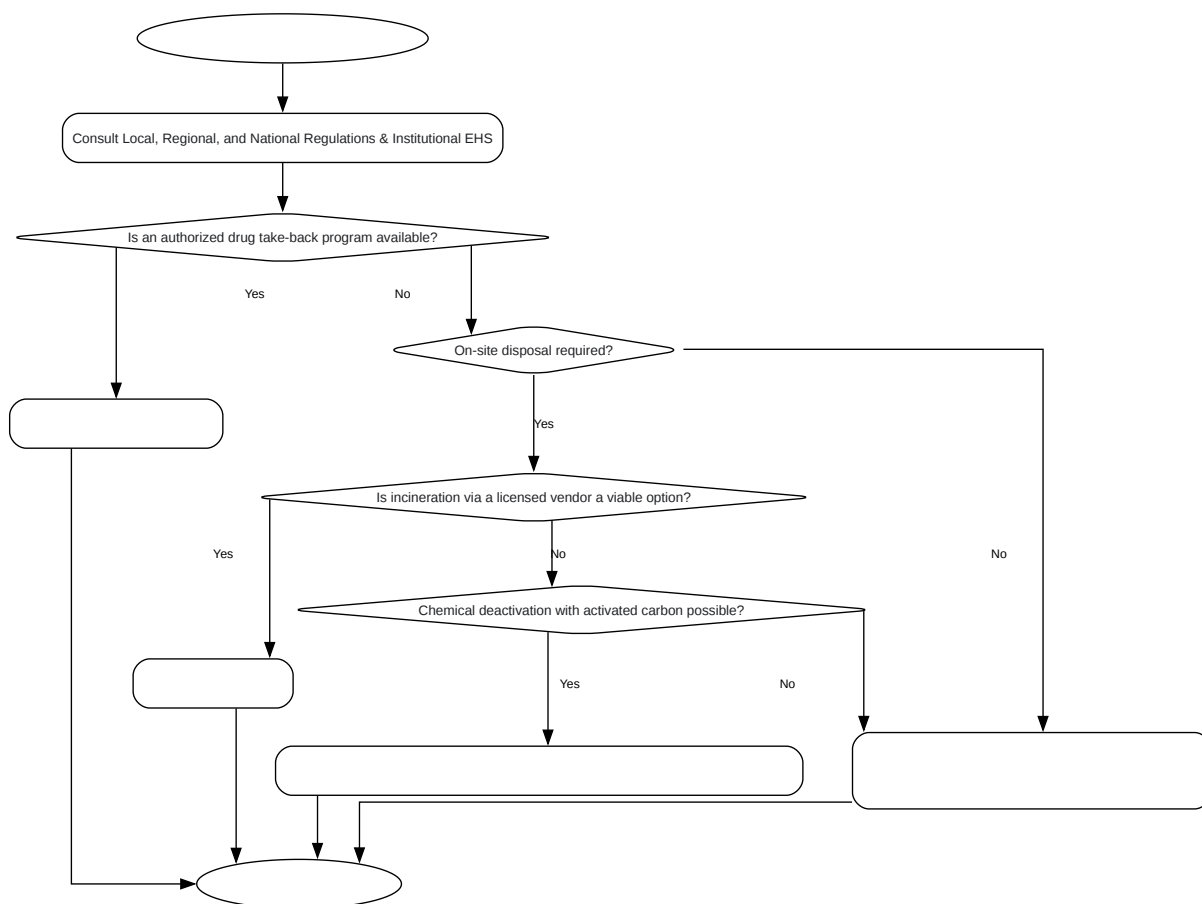 Consult Local, Regional, and National Regulations & Institutional EHS
Is an authorized drug take-back program available?
Yes
No
On-site disposal required?
Yes
Is incineration via a licensed vendor a viable option?
Yes
No
No
Chemical deactivation with activated carbon possible?
Yes
No